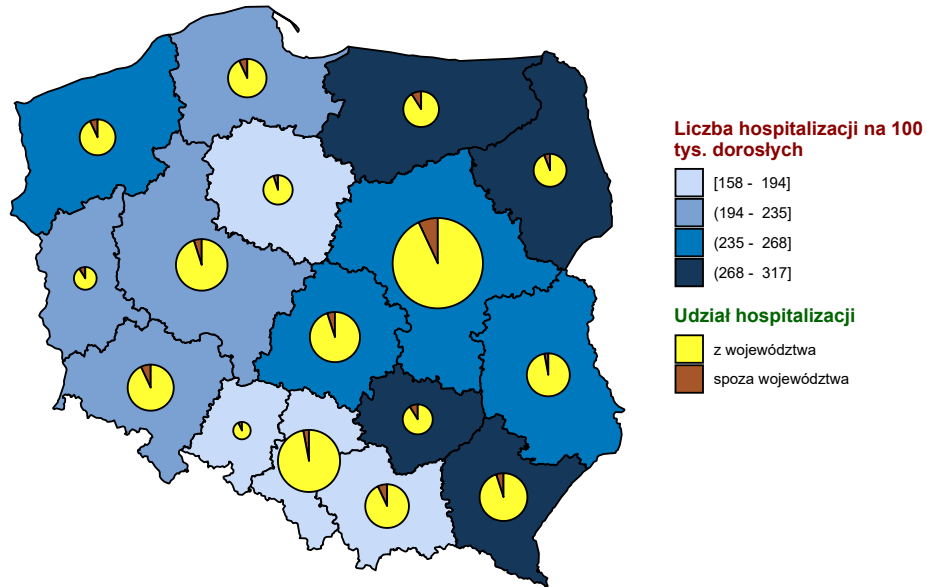 Liczba hospitalizacji na 100
tys. dorosłych
[158 - 194]
(194 - 235]
(235 - 268]
(268 - 317]
Udział hospitalizacji
z województwa
spoza województwa